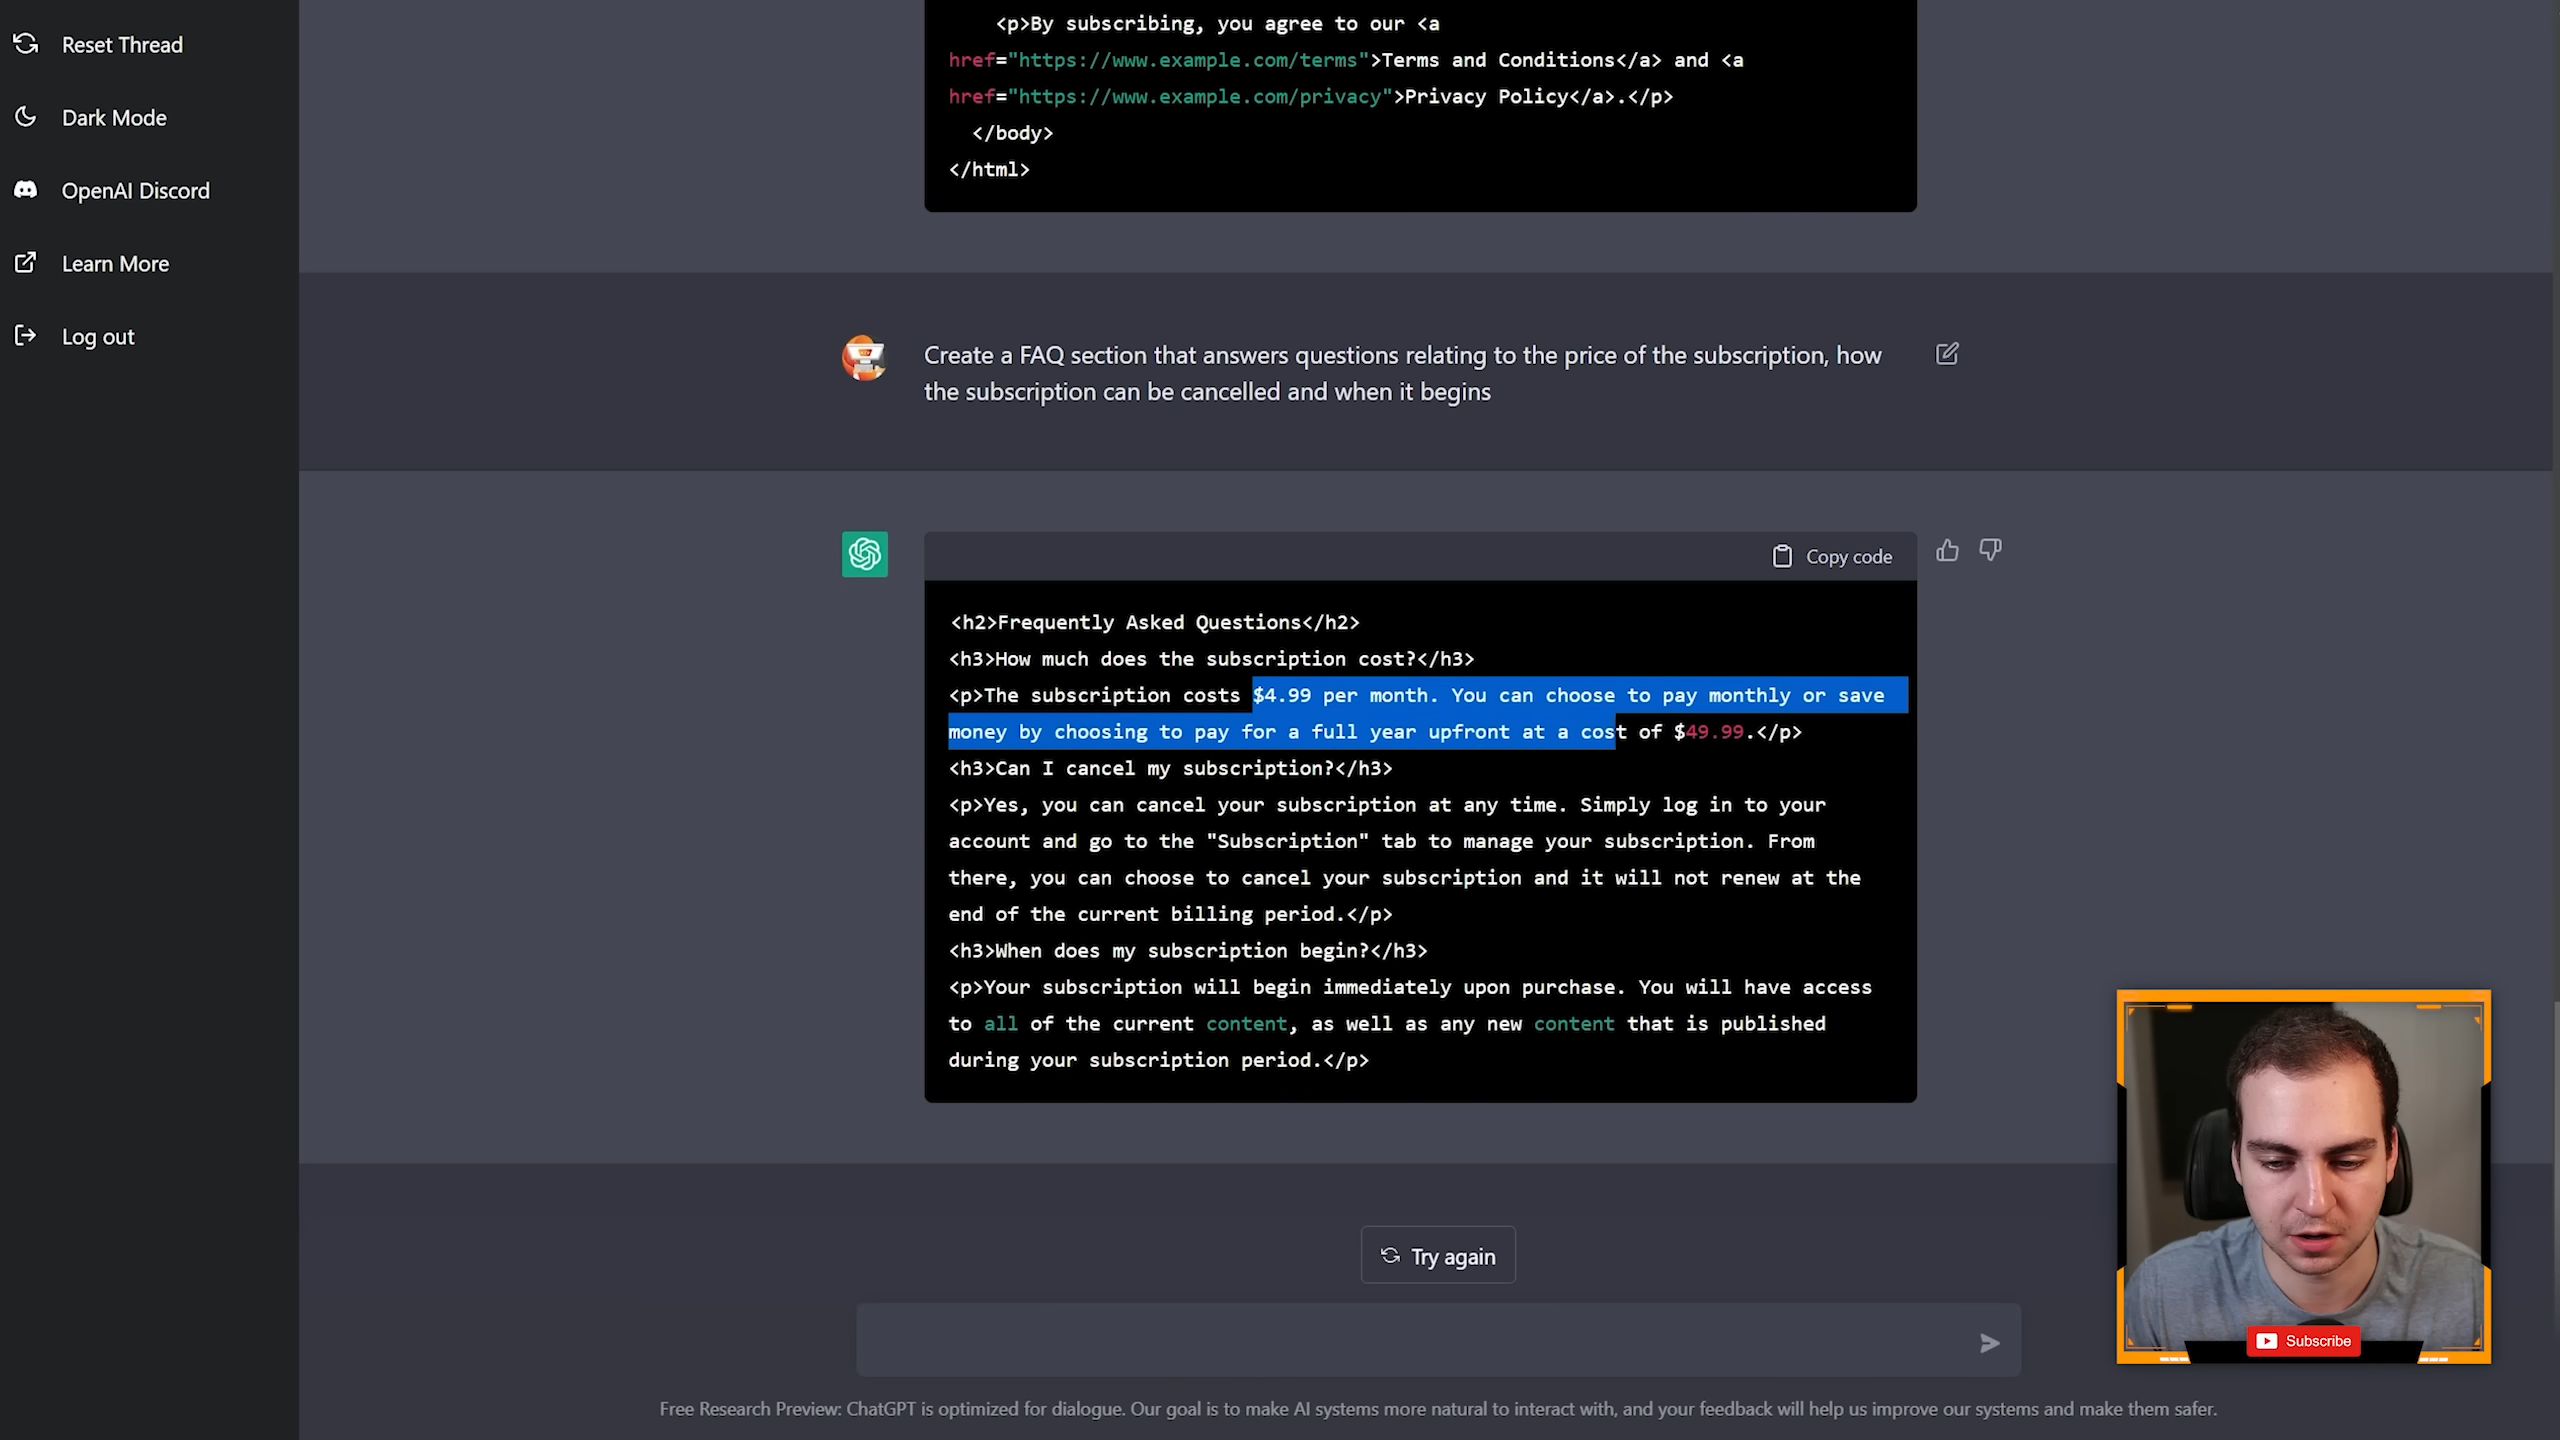 Reset Thread
Dark Mode
OpenAI Discord
Learn More
Log out
<p>By subscribing, you agree to our <a
href="https://www.example.com/terms">Terms and Conditions</a> and <a
href="https://www.example.com/privacy">Privacy Policy</a>.</p>
</body>
</html>
Create a FAQ section that answers questions relating to the price of the subscription, how
the subscription can be cancelled and when it begins
Copy code
<h2>Frequently Asked Questions</h2>
<h3>How much does the subscription cost?</h3>
<p>The subscription costs $4.99 per month. You can choose to pay monthly or save
money by choosing to pay for a full year upfront at a cost of $49.99.</p>
<h3>Can I cancel my subscription?</h3>
<p>Yes, you can cancel your subscription at any time. Simply log in to your
account and go to the "Subscription" tab to manage your subscription. From
there, you can choose to cancel your subscription and it will not renew at the
end of the current billing period.</p>
<h3>When does my subscription begin?</h3>
<p>Your subscription will begin immediately upon purchase. You will have access
to all of the current content, as well as any new content that is published
during your subscription period.</p>
Try again
Subscribe
Free Research Preview: ChatGPT is optimized for dialogue. Our goal is to make AI systems more natural to interact with, and your feedback will help us improve our systems and make them safer.